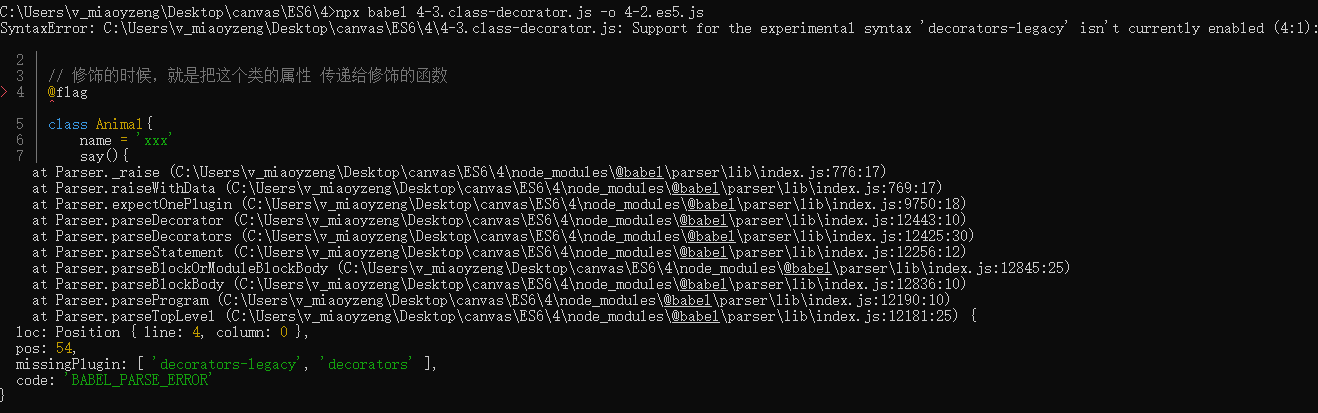 C:\Users\v_miaoyzeng\Desktop\canvas\ES6\4>npx babel 4-3.class-decorator.js -o 4-2.es5.js
SyntaxError: C:\Users\v_miaoyzeng\Desktop\canvas\ES6\4\4-3.class-decorator.js: Support for the experimental syntax 'decorators-legacy' isn't currently enabled (4:1):
2 |
3 | // 修饰的时候，就是把这个类的属性 传递给修饰的函数
> 4 | @flag
| ^
5 | class Animal{
6 | name = 'xxx'
7 | say(){
at Parser._raise (C:\Users\v_miaoyzeng\Desktop\canvas\ES6\4\node_modules\@babel\parser\lib\index.js:776:17)
at Parser.raiseWithData (C:\Users\v_miaoyzeng\Desktop\canvas\ES6\4\node_modules\@babel\parser\lib\index.js:769:17)
at Parser.expectOnePlugin (C:\Users\v_miaoyzeng\Desktop\canvas\ES6\4\node_modules\@babel\parser\lib\index.js:9750:18)
at Parser.parseDecorator (C:\Users\v_miaoyzeng\Desktop\canvas\ES6\4\node_modules\@babel\parser\lib\index.js:12443:10)
at Parser.parseDecorators (C:\Users\v_miaoyzeng\Desktop\canvas\ES6\4\node_modules\@babel\parser\lib\index.js:12425:30)
at Parser.parseStatement (C:\Users\v_miaoyzeng\Desktop\canvas\ES6\4\node_modules\@babel\parser\lib\index.js:12256:12)
at Parser.parseBlockOrModuleBlockBody (C:\Users\v_miaoyzeng\Desktop\canvas\ES6\4\node_modules\@babel\parser\lib\index.js:12845:25)
at Parser.parseBlockBody (C:\Users\v_miaoyzeng\Desktop\canvas\ES6\4\node_modules\@babel\parser\lib\index.js:12836:10)
at Parser.parseProgram (C:\Users\v_miaoyzeng\Desktop\canvas\ES6\4\node_modules\@babel\parser\lib\index.js:12190:10)
at Parser.parseTopLevel (C:\Users\v_miaoyzeng\Desktop\canvas\ES6\4\node_modules\@babel\parser\lib\index.js:12181:25) {
loc: Position { line: 4, column: 0 },
pos: 54,
missingPlugin: [ 'decorators-legacy', 'decorators' ],
code: 'BABEL_PARSE_ERROR'
}